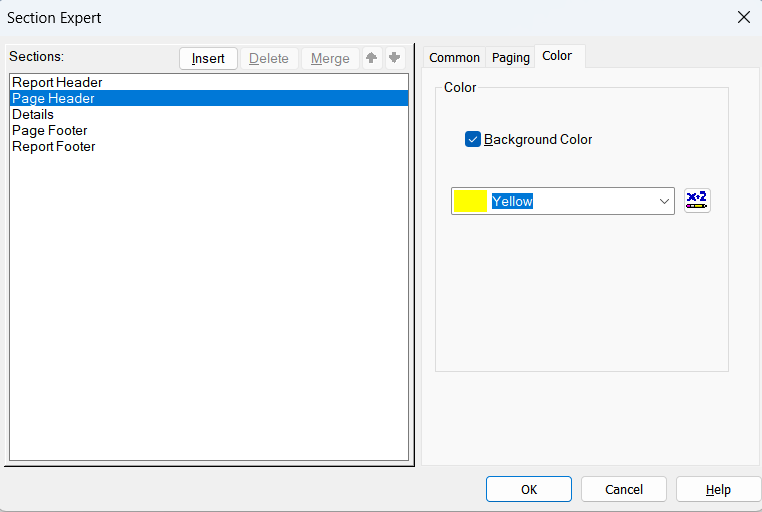 Section Expert
Sections:
Insert
Delete
Merge
Report Header
Page Header
Details
Page Footer
Report Footer
Common
Paging
Color
Color
Background Color
Yellow
x+2
OK
Cancel
Help